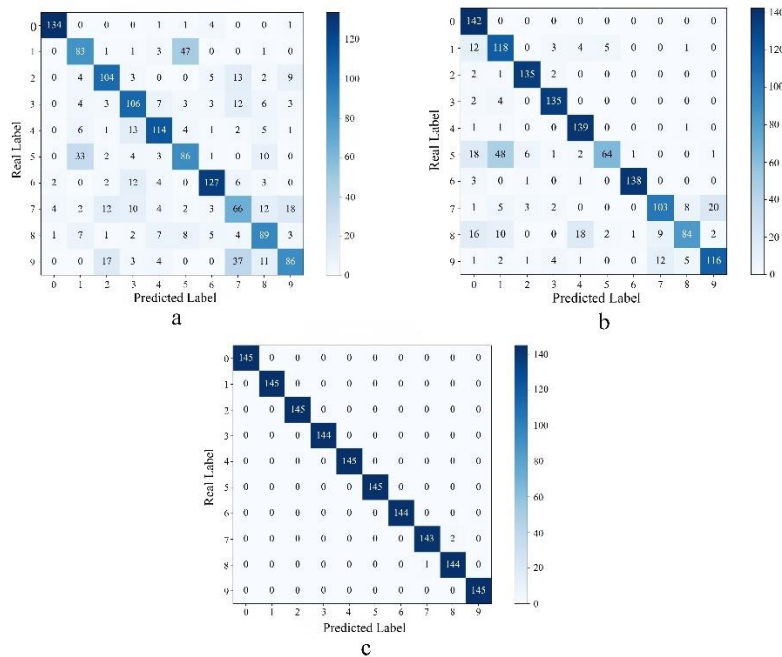 0 134 0 0 0 1 1 4 0 0 1
1 0 83 1 1 3 47 0 0 1 0
2 0 4 104 3 0 0 5 13 2 9
3 0 4 3 106 7 3 3 12 6 3
4 0 6 1 13 114 4 1 2 5 1
5 0 33 2 4 3 86 1 0 10 0
6 2 0 2 12 4 0 127 6 3 0
7 4 2 12 10 4 2 3 66 12 18
8 1 7 1 2 7 8 5 4 89 3
9 0 0 17 3 4 0 0 37 11 86
0 1 2 3 4 5 6 7 8 9
Real Label
Predicted Label
120
100
80
60
40
20
0
a
0 142 0 0 0 0 0 0 0 0 0
1 12 118 0 3 4 5 0 0 1 0
2 2 1 135 2 0 0 0 0 0 0
3 2 4 0 135 0 0 0 0 0 0
4 1 1 0 0 139 0 0 0 1 0
5 18 48 6 1 2 64 1 0 0 1
6 3 0 1 0 1 0 138 0 0 0
7 1 5 3 2 0 0 0 103 8 20
8 16 10 0 0 18 2 1 9 84 2
9 1 2 1 4 0 0 0 12 5 116
0 1 2 3 4 5 6 7 8 9
Real Label
Predicted Label
140
120
100
80
60
40
20
0
b
0 145 0 0 0 0 0 0 0 0 0
1 0 145 0 0 0 0 0 0 0 0
2 0 0 145 0 0 0 0 0 0 0
3 0 0 0 144 0 0 0 0 0 0
4 0 0 0 0 145 0 0 0 0 0
5 0 0 0 0 0 145 0 0 0 0
6 0 0 0 0 0 0 144 0 0 0
7 0 0 0 0 0 0 0 143 2 0
8 0 0 0 0 0 0 0 1 144 0
9 0 0 0 0 0 0 0 0 0 145
0 1 2 3 4 5 6 7 8 9
Real Label
Predicted Label
140
120
100
80
60
40
20
0
c